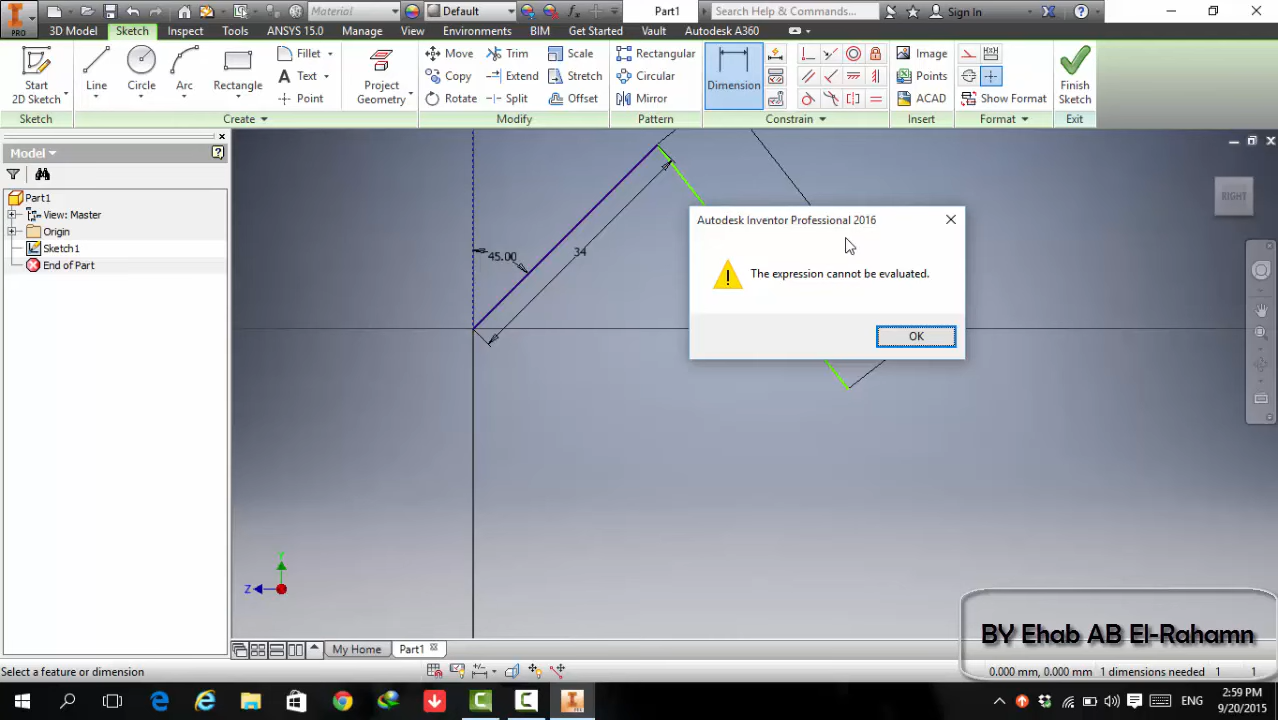 PRO
Material
Default
Part1
Search Help & Commands...
Sign In
3D Model Sketch Inspect Tools ANSYS 15.0 Manage View Environments BIM Get Started Vault Autodesk A360
Start
2D Sketch
Line
Circle
Arc
Rectangle
Fillet
Text
Point
Project
Geometry
Move
Copy
Rotate
Trim
Extend
Split
Scale
Stretch
Offset
Rectangular
Circular
Mirror
Dimension
Image
Points
ACAD
Show Format
Finish
Sketch
Sketch Create Modify Pattern Constrain Insert Format Exit
Model
Part1
View: Master
Origin
Sketch1
End of Part
45.00
34
RIGHT
Autodesk Inventor Professional 2016
The expression cannot be evaluated.
OK
Y
Z
BY Ehab AB El-Rahamn
My Home Part1
Select a feature or dimension
0.000 mm, 0.000 mm 1 dimensions needed 1 1
ENG
2:59 PM
9/20/2015